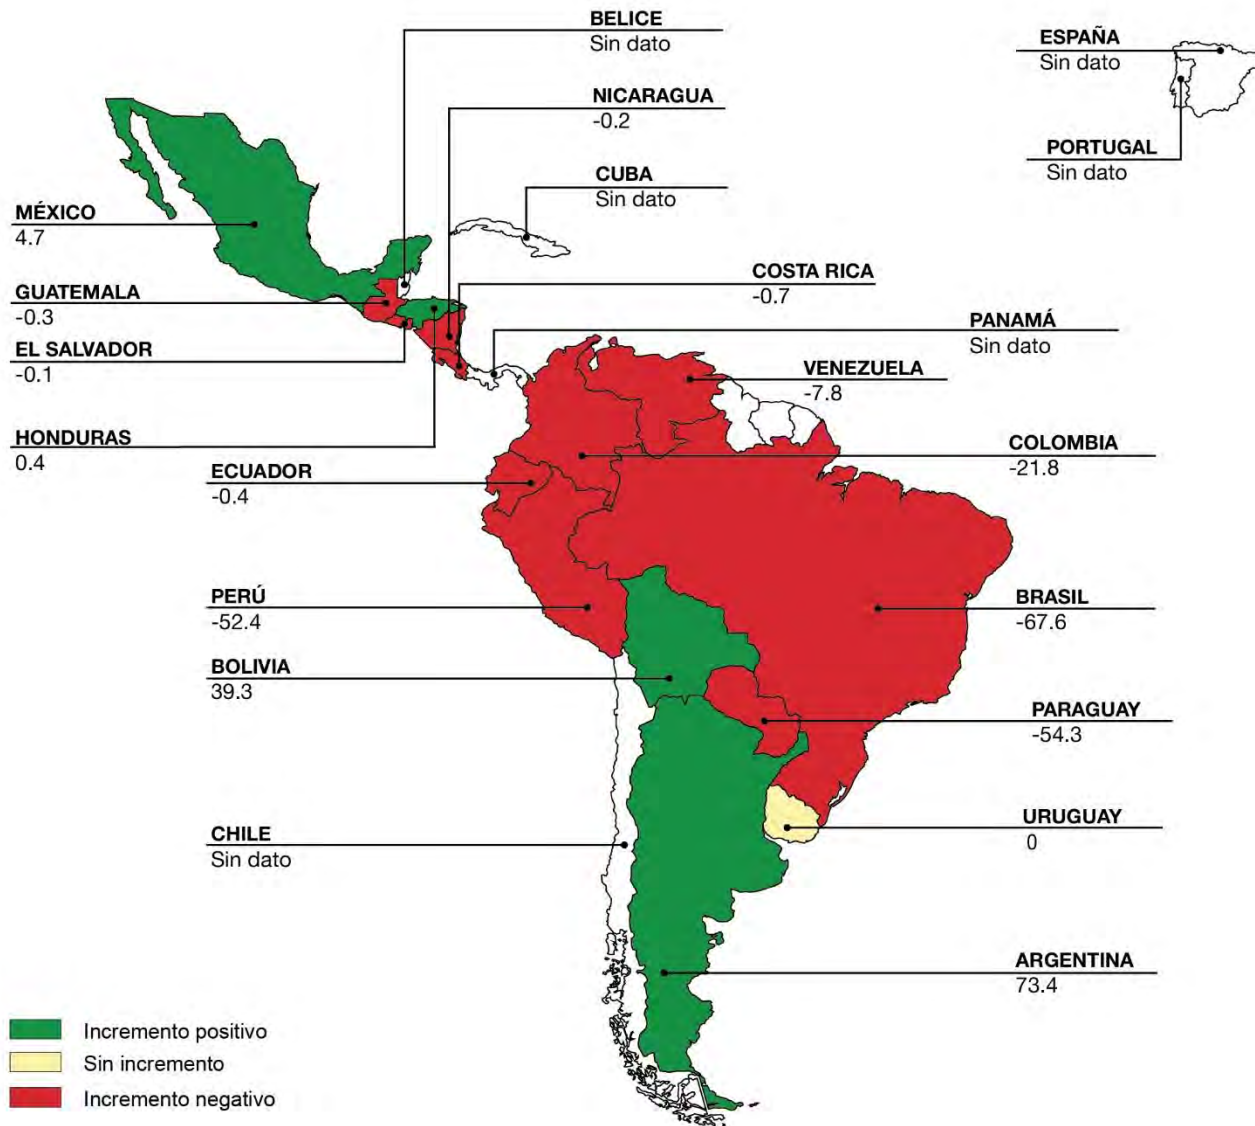 BELICE
Sin dato
ESPAÑA
Sin dato
NICARAGUA
-0.2
PORTUGAL
Sin dato
CUBA
Sin dato
MÉXICO
4.7
COSTA RICA
-0.7
GUATEMALA
-0.3
PANAMÁ
Sin dato
EL SALVADOR
-0.1
VENEZUELA
-7.8
HONDURAS
0.4
COLOMBIA
-21.8
ECUADOR
-0.4
PERÚ
-52.4
BRASIL
-67.6
BOLIVIA
39.3
PARAGUAY
-54.3
CHILE
Sin dato
URUGUAY
0
ARGENTINA
73.4
Incremento positivo
Sin incremento
Incremento negativo